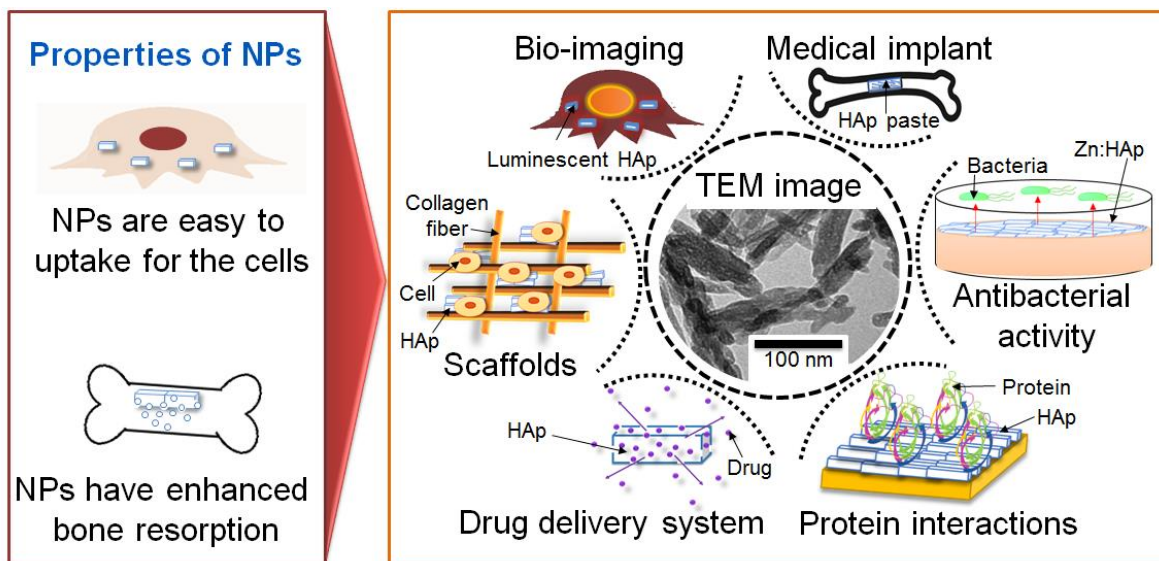 Properties of NPs
NPs are easy to
uptake for the cells
NPs have enhanced
bone resorption
Bio-imaging
Luminescent HAp
Medical implant
HAp paste
Collagen
fiber
Cell
HAp
Scaffolds
TEM image
100 nm
Bacteria
Zn:HAp
Antibacterial
activity
HAp
Drug
Drug delivery system
Protein
HAp
Protein interactions